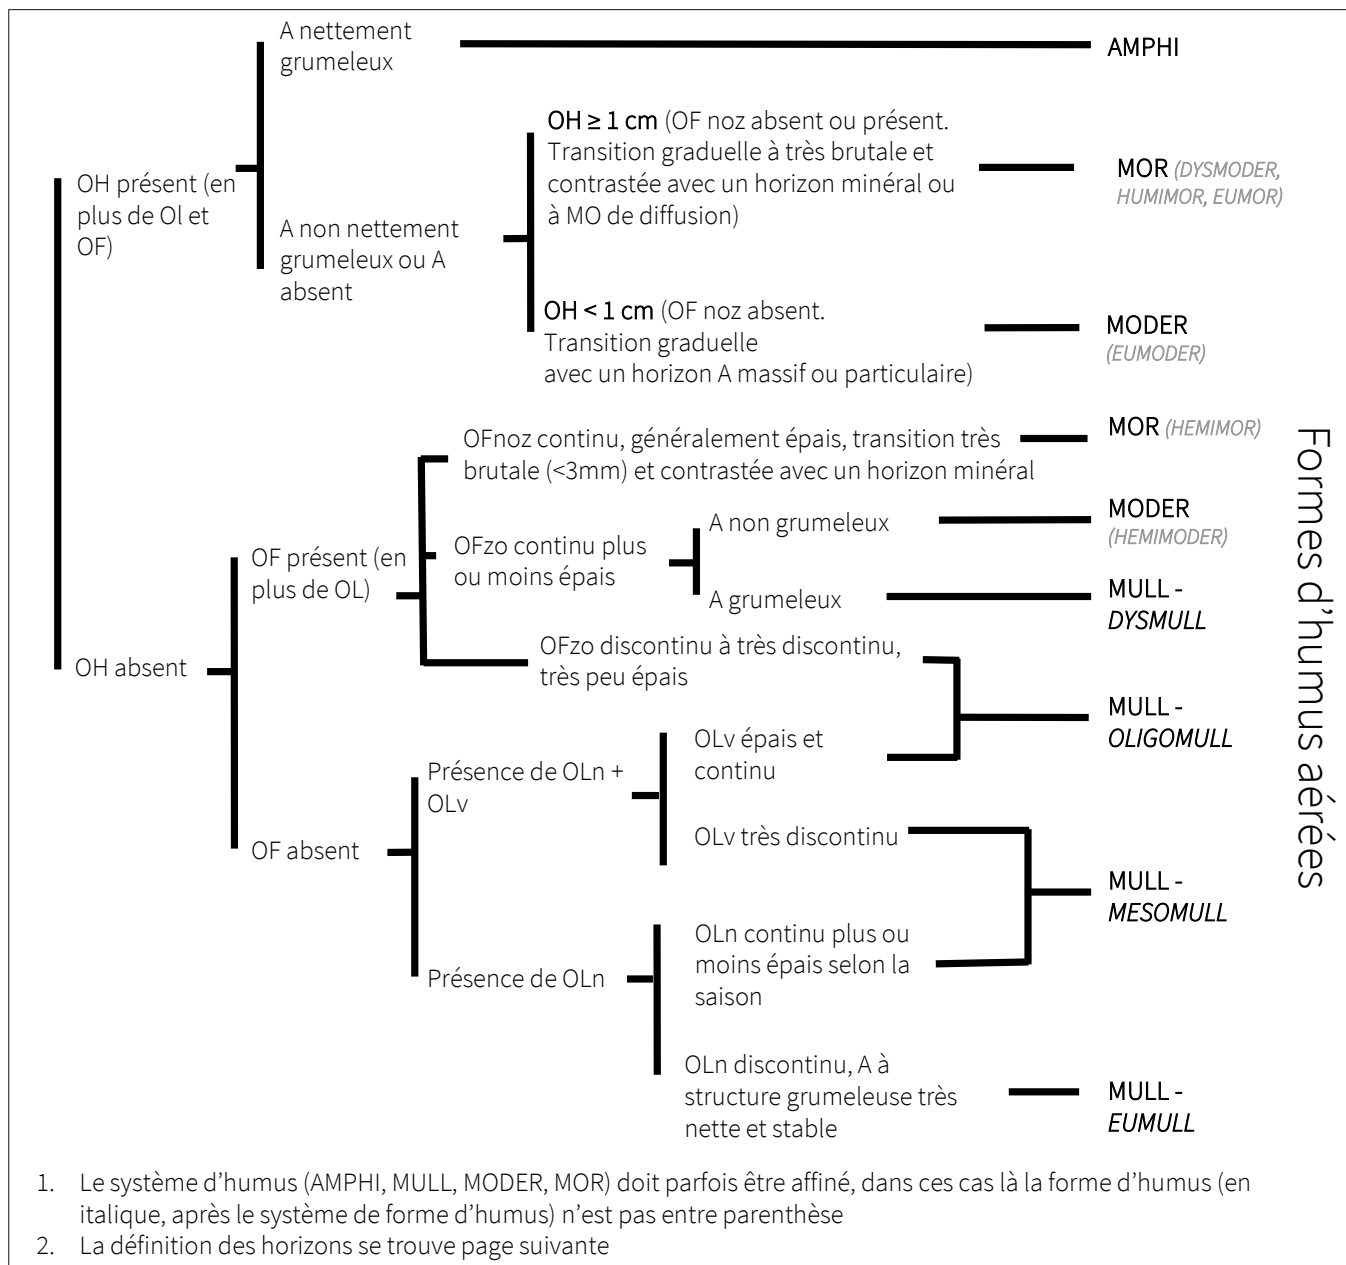 A nettement
grumeleux
AMPHI
OH ≥ 1 cm (OF noz absent ou présent.
Transition graduelle à très brutale et
contrastée avec un horizon minéral ou
à MO de diffusion)
MOR (DYSMODER,
HUMIMOR, EUMOR)
OH présent (en
plus de Ol et
OF)
A non nettement
grumeleux ou A
absent
OH < 1 cm (OF noz absent.
Transition graduelle
avec un horizon A massif ou particulaire)
MODER
(EUMODER)
OFnoz continu, généralement épais, transition très
brutale (<3mm) et contrastée avec un horizon minéral
MOR (HEMIMOR)
OF présent (en
plus de OL)
OFzo continu plus
ou moins épais
A non grumeleux
MODER
(HEMIMODER)
A grumeleux
MULL -
DYSMULL
OH absent
OFzo discontinu à très discontinu,
très peu épais
MULL -
OLIGOMULL
Présence de OLn +
OLv
OLv épais et
continu
OLv très discontinu
OF absent
MULL -
MESOMULL
Présence de OLn
OLn continu plus ou
moins épais selon la
saison
OLn discontinu, A à
structure grumeleuse très
nette et stable
MULL -
EUMULL
Formes d'humus aérées
1. Le système d'humus (AMPHI, MULL, MODER, MOR) doit parfois être affiné, dans ces cas là la forme d'humus (en
italique, après le système de forme d'humus) n'est pas entre parenthèse
2. La définition des horizons se trouve page suivante